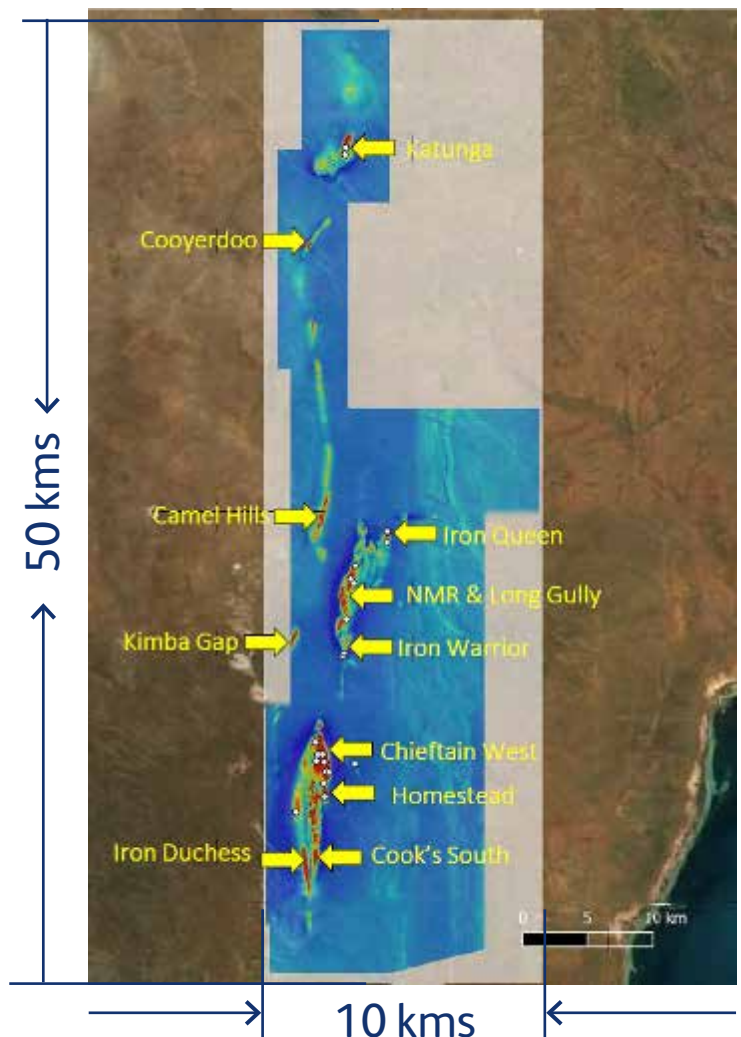 Katunga
Cooyerdoo
Camel Hills
Iron Queen
50 kms
NMR & Long Gully
Kimba Gap
Iron Warrior
Chieftain West
Homestead
Iron Duchess
Cook's South
0 5 10 km
10 kms